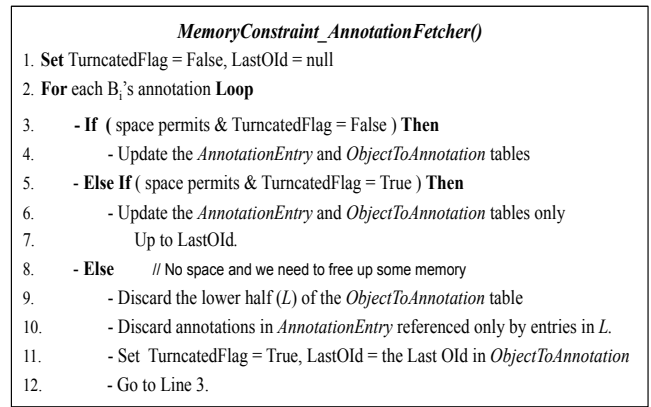 MemoryConstraint_AnnotationFetcher()
1. Set TurncatedFlag = False, LastOId = null
2. For each Bi's annotation Loop
3. - If ( space permits & TurncatedFlag = False ) Then
4. - Update the AnnotationEntry and ObjectToAnnotation tables
5. - Else If ( space permits & TurncatedFlag = True ) Then
6. - Update the AnnotationEntry and ObjectToAnnotation tables only
7. Up to LastOId.
8. - Else // No space and we need to free up some memory
9. - Discard the lower half (L) of the ObjectToAnnotation table
10. - Discard annotations in AnnotationEntry referenced only by entries in L.
11. - Set TurncatedFlag = True, LastOId = the Last OId in ObjectToAnnotation
12. - Go to Line 3.